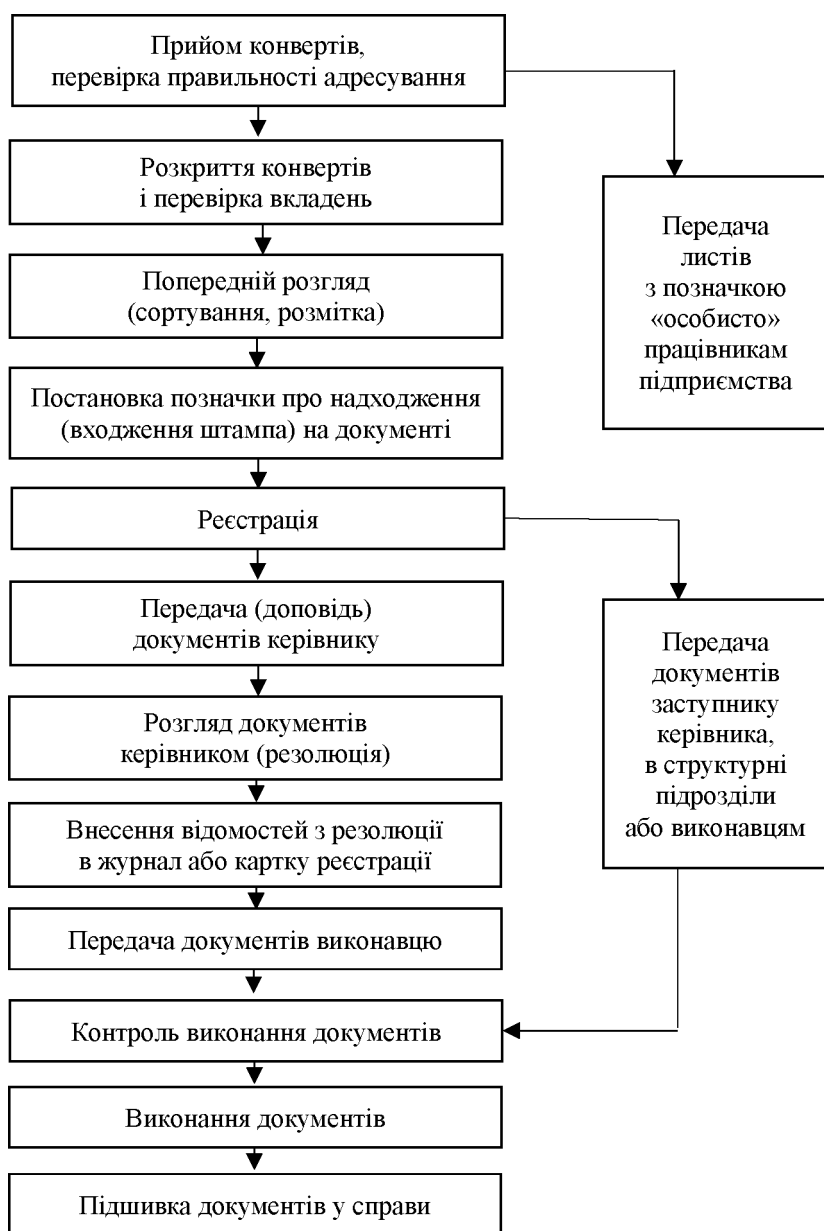 Прийом конвертів,
перевірка правильності адресування
Розкриття конвертів
і перевірка вкладень
Передача
листів
з позначкою
«особисто»
працівникам
підприємства
Попередній розгляд
(сортування, розмітка)
Постановка позначки про надходження
(входження штампа) на документі
Реєстрація
Передача (доповідь)
документів керівнику
Передача
документів
заступнику
керівника,
в структурні
підрозділи
або виконавцям
Розгляд документів
керівником (резолюція)
Внесення відомостей з резолюції
в журнал або картку реєстрації
Передача документів виконавцю
Контроль виконання документів
Виконання документів
Підшивка документів у справи